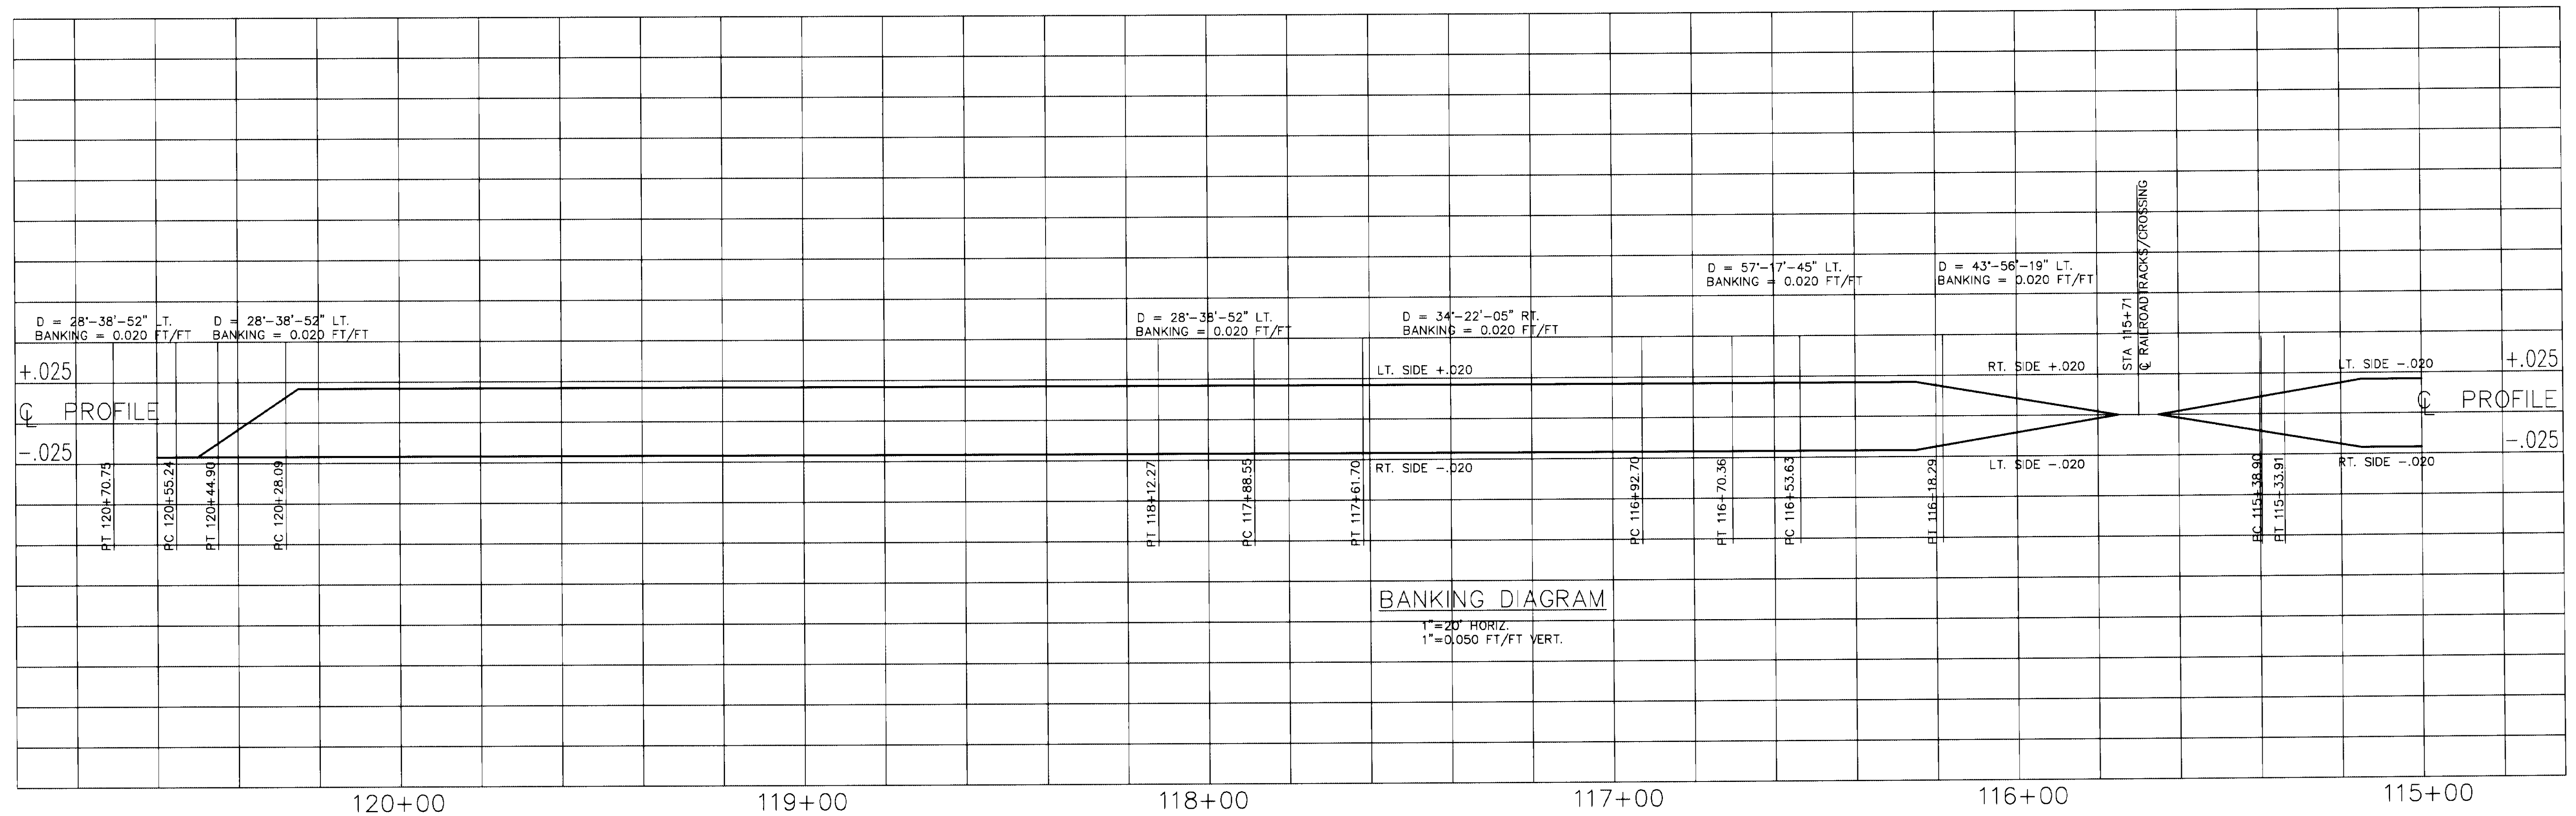 STA 115+71
℄ RAILROAD TRACKS/CROSSING
D = 57°-17'-45" LT.
BANKING = 0.020 FT/FT
D = 43°-56'-19" LT.
BANKING = 0.020 FT/FT
D = 28°-38'-52" LT.
BANKING = 0.020 FT/FT
D = 28°-38'-52" LT.
BANKING = 0.020 FT/FT
D = 28°-38'-52" LT.
BANKING = 0.020 FT/FT
D = 34°-22'-05" RT.
BANKING = 0.020 FT/FT
+.025
LT. SIDE +.020
RT. SIDE +.020
LT. SIDE -.020
+.025
℄ PROFILE
℄ PROFILE
-.025
RT. SIDE -.020
LT. SIDE -.020
RT. SIDE -.020
-.025
PT 120+70.75
PC 120+55.24
PT 120+44.90
PC 120+28.09
PT 118+12.27
PC 117+88.55
PT 117+61.70
PC 116+92.70
PT 116+70.36
PC 116+53.63
PT 116+18.29
PC 115+38.90
PT 115+33.91
BANKING DIAGRAM
1"=20' HORIZ.
1"=0.050 FT/FT VERT.
120+00
119+00
118+00
117+00
116+00
115+00